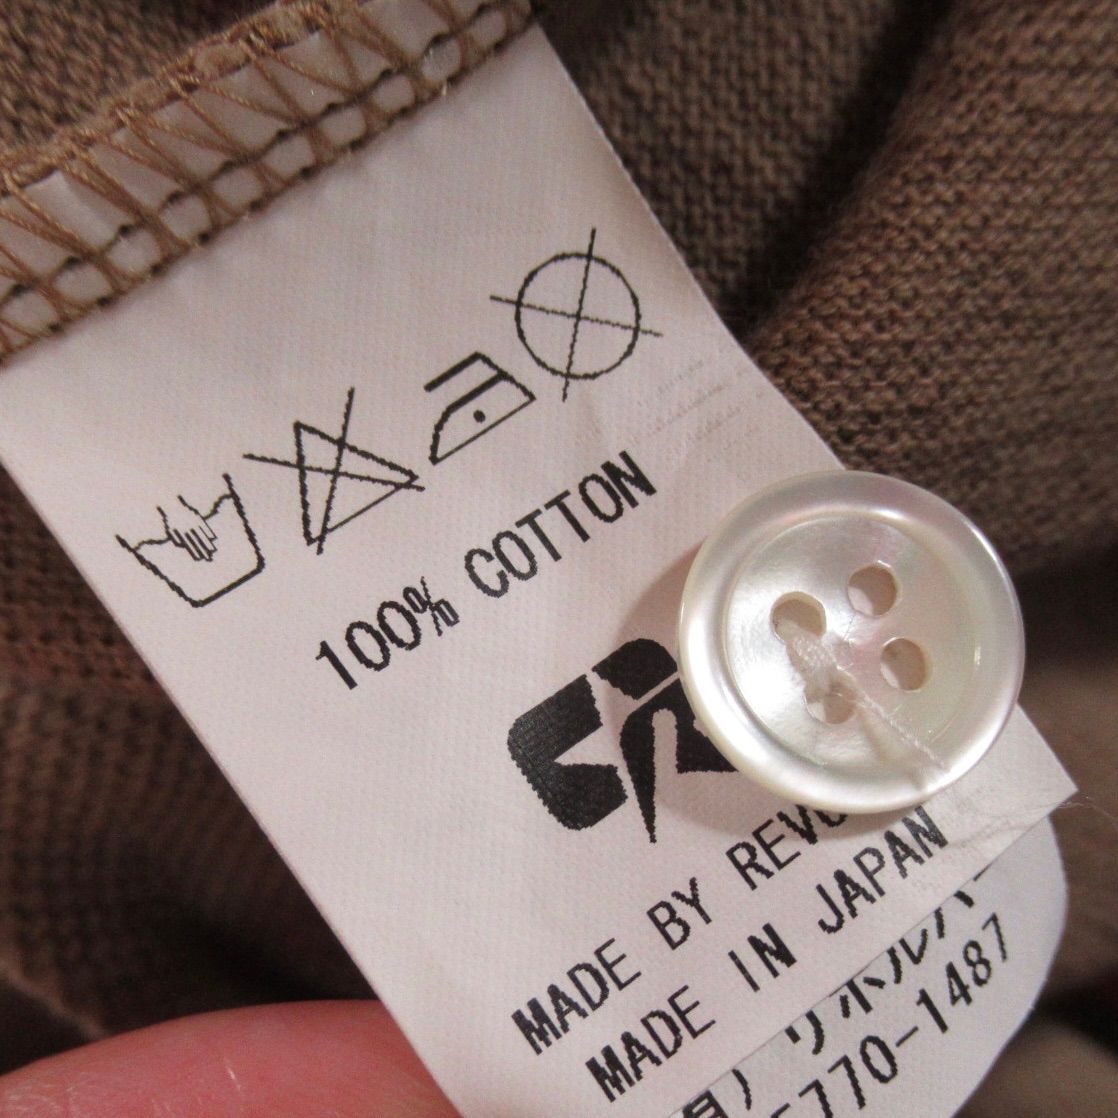 100% COTTON
MADE BY REVO
MADE IN JAPAN
リボルバ
770-1487